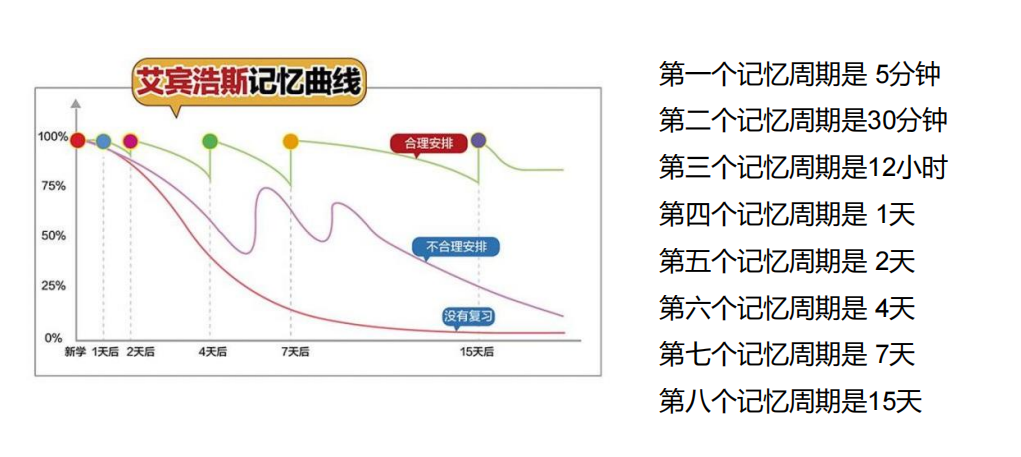 艾宾浩斯记忆曲线
100%
75%
50%
25%
0%
合理安排
不合理安排
没有复习
新学 1天后 2天后 4天后 7天后 15天后
第一个记忆周期是 5分钟
第二个记忆周期是30分钟
第三个记忆周期是12小时
第四个记忆周期是 1天
第五个记忆周期是 2天
第六个记忆周期是 4天
第七个记忆周期是 7天
第八个记忆周期是15天